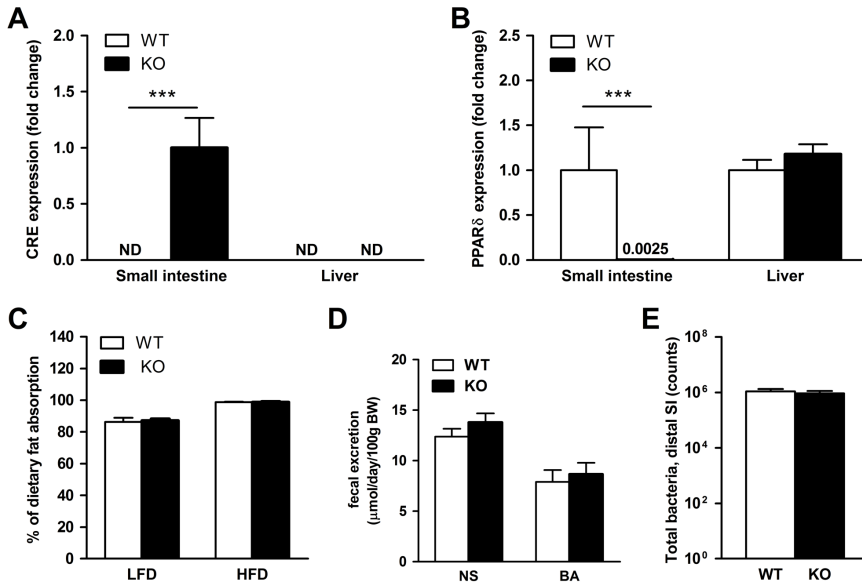 A
CRE expression (fold change)
2.0
1.5
1.0
0.5
0.0
WT
KO
***
ND
ND
ND
Small intestine
Liver
B
PPARδ expression (fold change)
2.5
2.0
1.5
1.0
0.5
0.0
WT
KO
***
0.0025
Small intestine
Liver
C
% of dietary fat absorption
140
120
100
80
60
40
20
0
WT
KO
LFD
HFD
D
fecal excretion
(μmol/day/100g BW)
20
15
10
5
0
WT
KO
NS
BA
E
Total bacteria, distal SI (counts)
10⁸
10⁶
10⁴
10²
10⁰
WT
KO